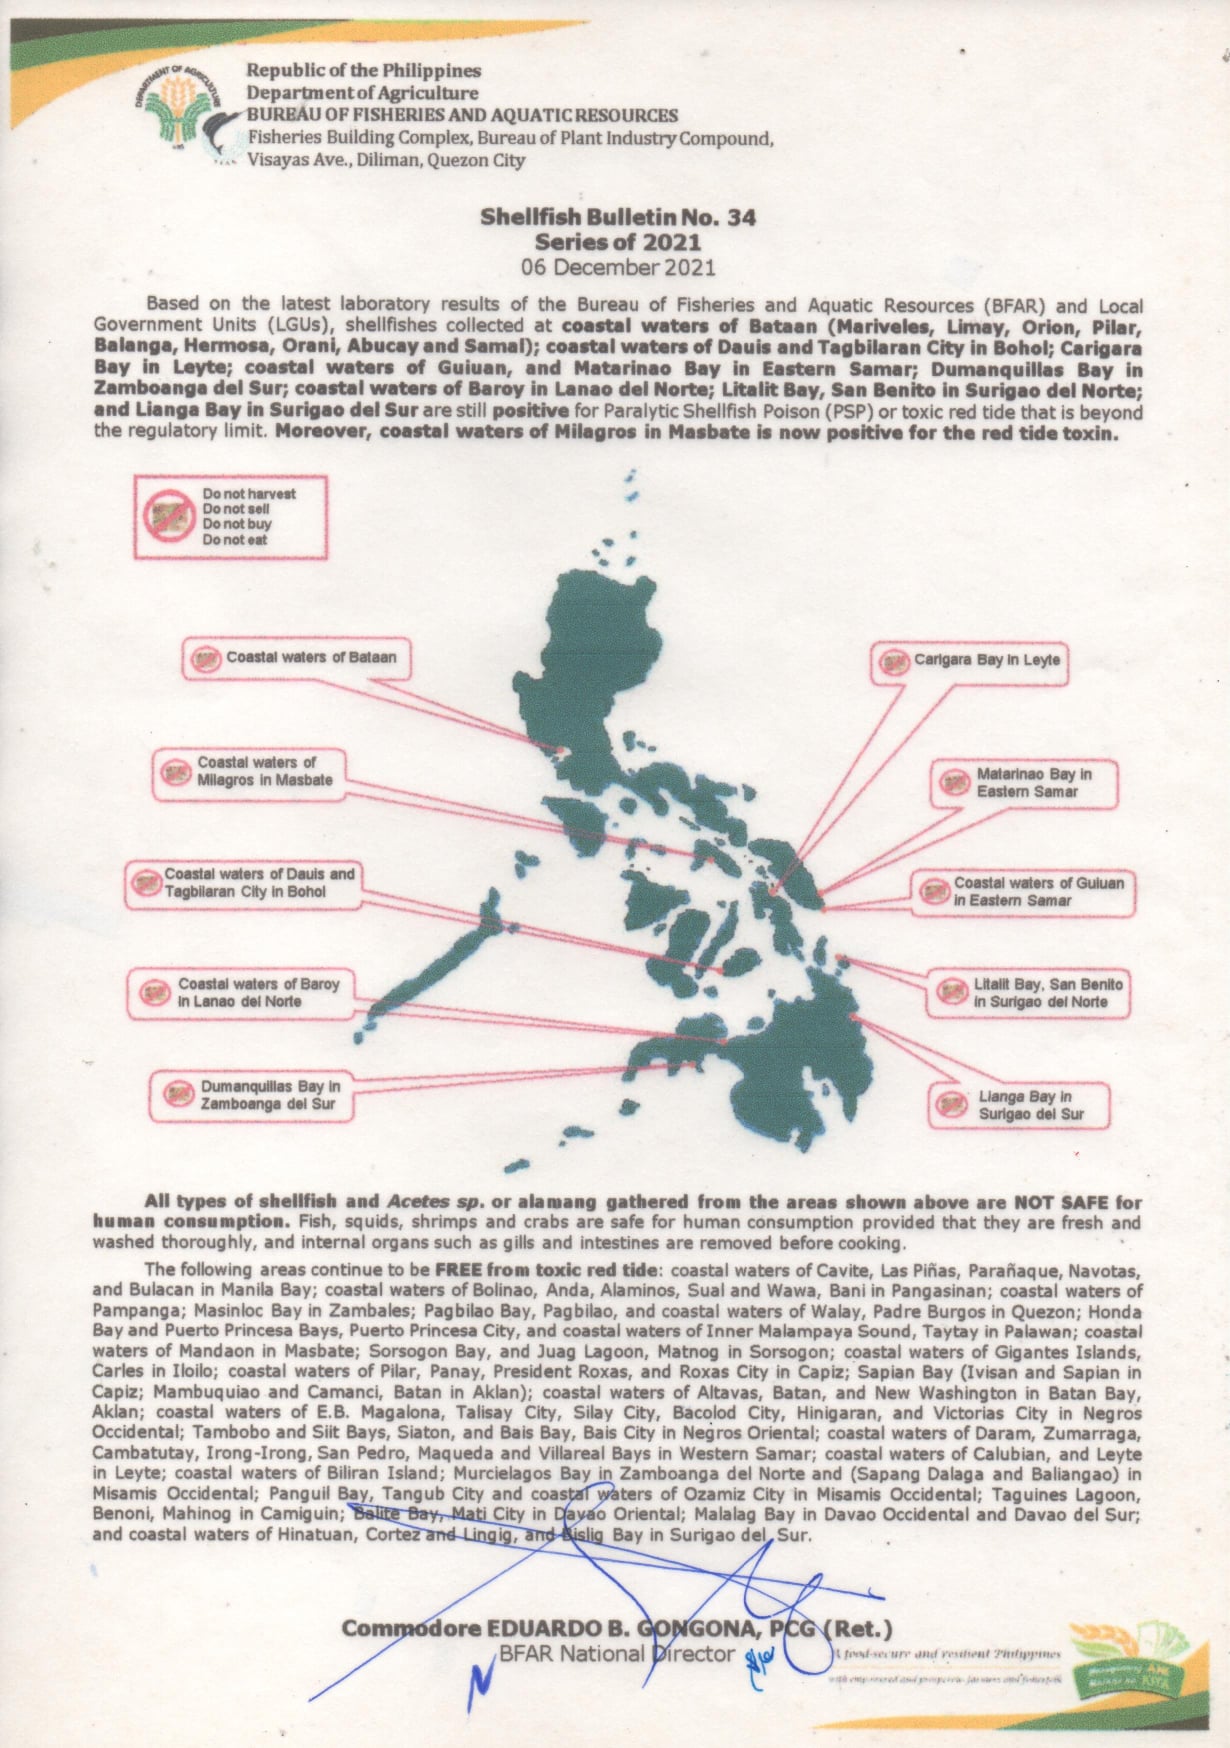 DEPARTMENT OF AGRICULTURE
Republic of the Philippines
Department of Agriculture
BUREAU OF FISHERIES AND AQUATIC RESOURCES
Fisheries Building Complex, Bureau of Plant Industry Compound,
Visayas Ave., Diliman, Quezon City
Shellfish Bulletin No. 34
Series of 2021
06 December 2021
Based on the latest laboratory results of the Bureau of Fisheries and Aquatic Resources (BFAR) and Local
Government Units (LGUs), shellfishes collected at coastal waters of Bataan (Mariveles, Limay, Orion, Pilar,
Balanga, Hermosa, Orani, Abucay and Samal); coastal waters of Dauis and Tagbilaran City in Bohol; Carigara
Bay in Leyte; coastal waters of Guiuan, and Matarinao Bay in Eastern Samar; Dumanquillas Bay in
Zamboanga del Sur; coastal waters of Baroy in Lanao del Norte; Litalit Bay, San Benito in Surigao del Norte;
and Lianga Bay in Surigao del Sur are still positive for Paralytic Shellfish Poison (PSP) or toxic red tide that is beyond
the regulatory limit. Moreover, coastal waters of Milagros in Masbate is now positive for the red tide toxin.
Do not harvest
Do not sell
Do not buy
Do not eat
Coastal waters of Bataan
Carigara Bay in Leyte
Coastal waters of
Milagros in Masbate
Matarinao Bay in
Eastern Samar
Coastal waters of Dauis and
Tagbilaran City in Bohol
Coastal waters of Guiuan
in Eastern Samar
Coastal waters of Baroy
in Lanao del Norte
Litalit Bay, San Benito
in Surigao del Norte
Dumanquillas Bay in
Zamboanga del Sur
Lianga Bay in
Surigao del Sur
All types of shellfish and Acetes sp. or alamang gathered from the areas shown above are NOT SAFE for
human consumption. Fish, squids, shrimps and crabs are safe for human consumption provided that they are fresh and
washed thoroughly, and internal organs such as gills and intestines are removed before cooking.
The following areas continue to be FREE from toxic red tide: coastal waters of Cavite, Las Piñas, Parañaque, Navotas,
and Bulacan in Manila Bay; coastal waters of Bolinao, Anda, Alaminos, Sual and Wawa, Bani in Pangasinan; coastal waters of
Pampanga; Masinloc Bay in Zambales; Pagbilao Bay, Pagbilao, and coastal waters of Walay, Padre Burgos in Quezon; Honda
Bay and Puerto Princesa Bays, Puerto Princesa City, and coastal waters of Inner Malampaya Sound, Taytay in Palawan; coastal
waters of Mandaon in Masbate; Sorsogon Bay, and Juag Lagoon, Matnog in Sorsogon; coastal waters of Gigantes Islands,
Carles in Iloilo; coastal waters of Pilar, Panay, President Roxas, and Roxas City in Capiz; Sapian Bay (Ivisan and Sapian in
Capiz; Mambuquiao and Camanci, Batan in Aklan); coastal waters of Altavas, Batan, and New Washington in Batan Bay,
Aklan; coastal waters of E.B. Magalona, Talisay City, Silay City, Bacolod City, Hinigaran, and Victorias City in Negros
Occidental; Tambobo and Siit Bays, Siaton, and Bais Bay, Bais City in Negros Oriental; coastal waters of Daram, Zumarraga,
Cambatutay, Irong-Irong, San Pedro, Maqueda and Villareal Bays in Western Samar; coastal waters of Calubian, and Leyte
in Leyte; coastal waters of Biliran Island; Murcielagos Bay in Zamboanga del Norte and (Sapang Dalaga and Baliangao) in
Misamis Occidental; Panguil Bay, Tangub City and coastal waters of Ozamiz City in Misamis Occidental; Taguines Lagoon,
Benoni, Mahinog in Camiguin; Balite Bay, Mati City in Davao Oriental; Malalag Bay in Davao Occidental and Davao del Sur;
and coastal waters of Hinatuan, Cortez and Lingig, and Bislig Bay in Surigao del Sur.
Commodore EDUARDO B. GONGONA, PCG (Ret.)
BFAR National Director
A food-secure and resilient Philippines
with empowered and prosperous farmers and fisherfolk